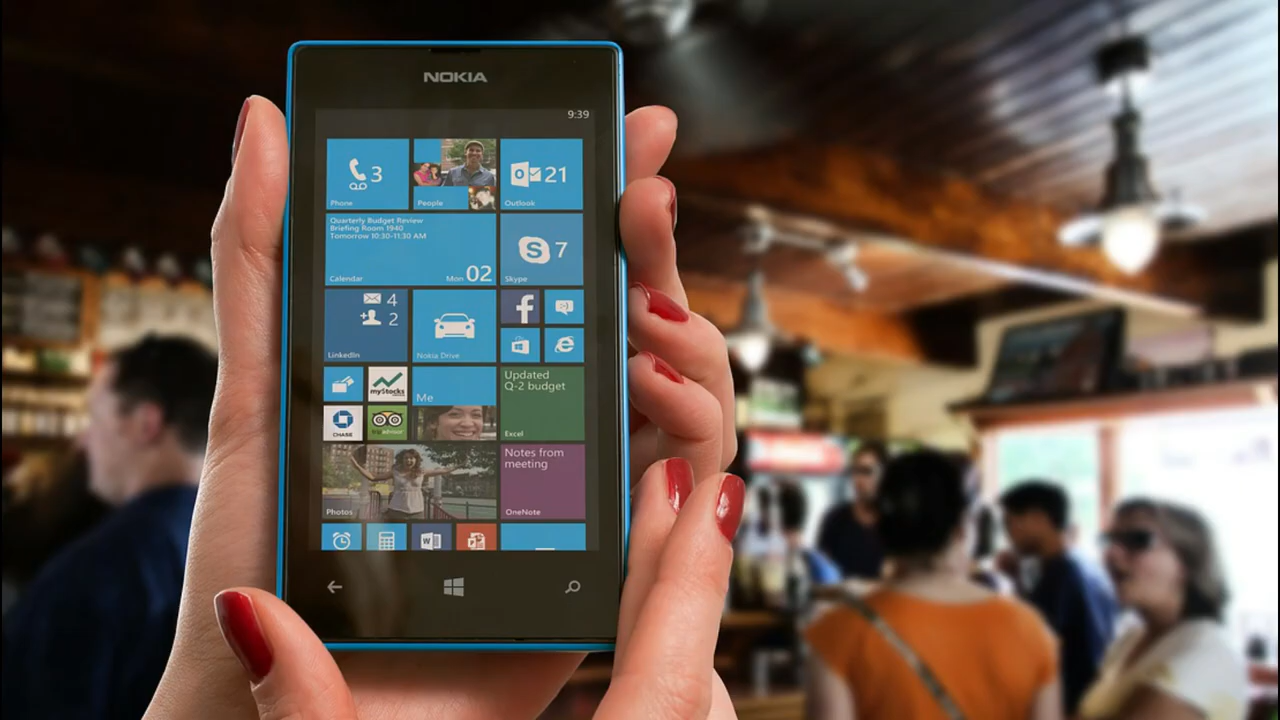 NOKIA
9:39
3
Phone
People
21
Outlook
Quarterly Budget Review
Briefing Room 1940
Tomorrow 10:30-11:30 AM
Calendar
Mon 02
7
Skype
4
2
LinkedIn
Nokia Drive
myStocks
Me
Updated
Q-2 budget
Excel
CHASE
Photos
Notes from
meeting
OneNote